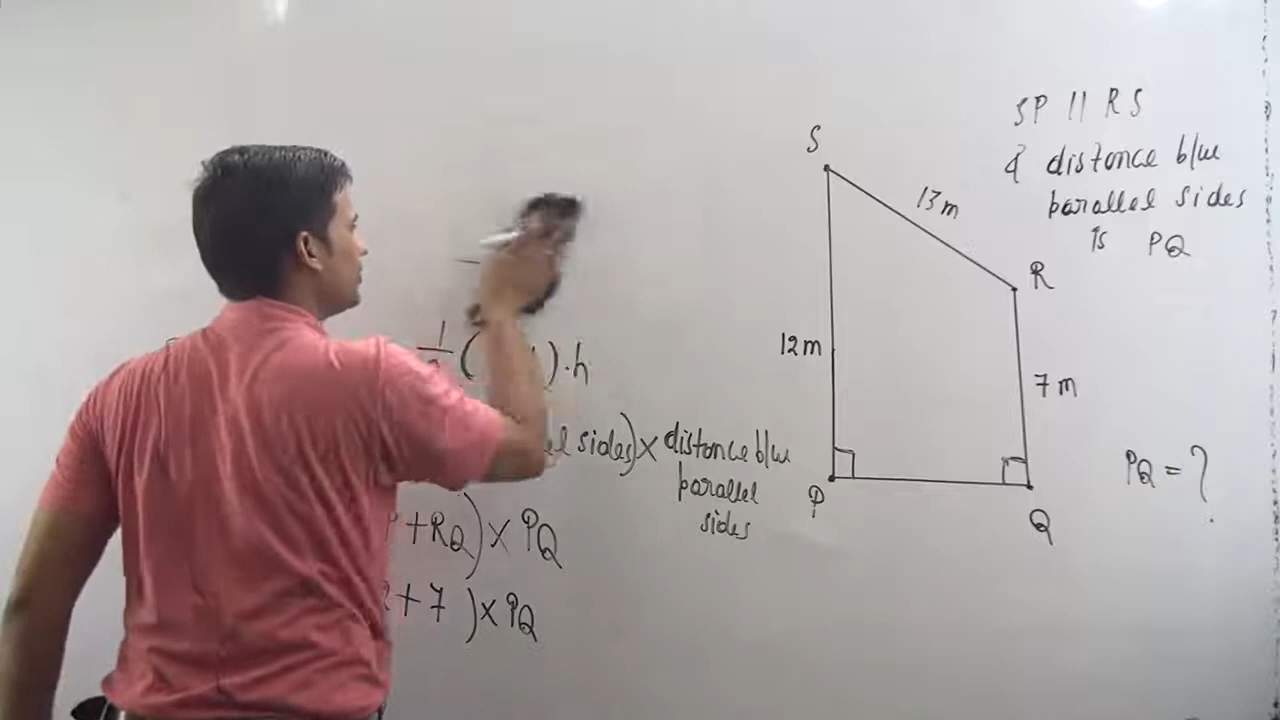 SP || RS
& distance b/w
parallel sides
is PQ
S
13m
R
12m
7m
P
Q
PQ = ?
( ).h
sides) × distance b/w
parallel
sides
+ RQ) × PQ
+ 7 ) × PQ